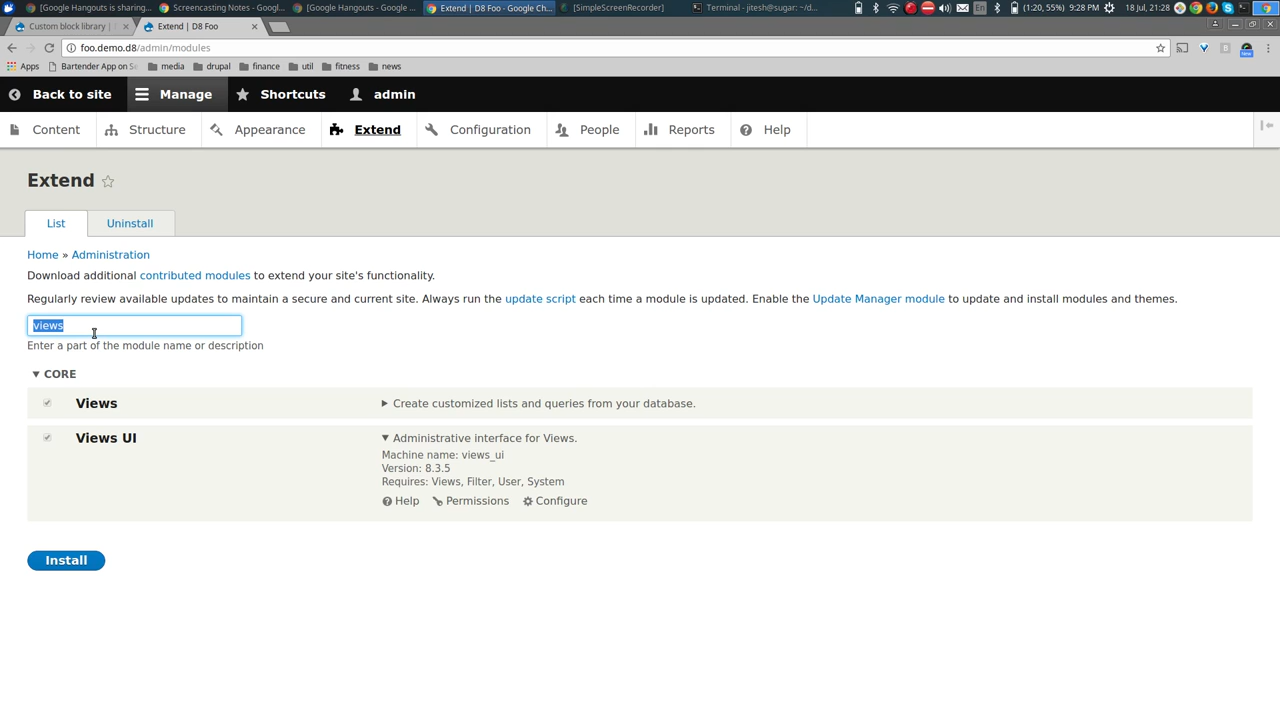 [Google Hangouts is sharing...
Screencasting Notes - Googl...
[Google Hangouts - Google ...
Extend | D8 Foo - Google Ch...
[SimpleScreenRecorder]
Terminal - jitesh@sugar: ~/d...
En
(1:20, 55%)
9:28 PM
18 Jul, 21:28
Custom block library |
Extend | D8 Foo
foo.demo.d8/admin/modules
Apps
Bartender App on Se
media
drupal
finance
util
fitness
news
Back to site
Manage
Shortcuts
admin
Content
Structure
Appearance
Extend
Configuration
People
Reports
Help
Extend
List
Uninstall
Home » Administration
Download additional contributed modules to extend your site's functionality.
Regularly review available updates to maintain a secure and current site. Always run the update script each time a module is updated. Enable the Update Manager module to update and install modules and themes.
views
Enter a part of the module name or description
CORE
Views
Create customized lists and queries from your database.
Views UI
Administrative interface for Views.
Machine name: views_ui
Version: 8.3.5
Requires: Views, Filter, User, System
Help
Permissions
Configure
Install